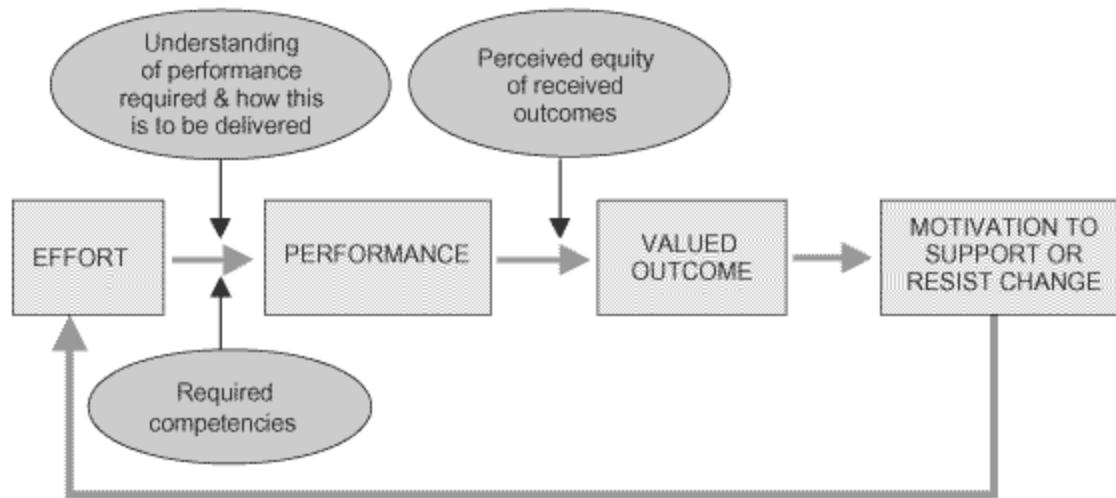 Understanding
of performance
required & how this
is to be delivered
Perceived equity
of received
outcomes
EFFORT
PERFORMANCE
VALUED
OUTCOME
MOTIVATION TO
SUPPORT OR
RESIST CHANGE
Required
competencies